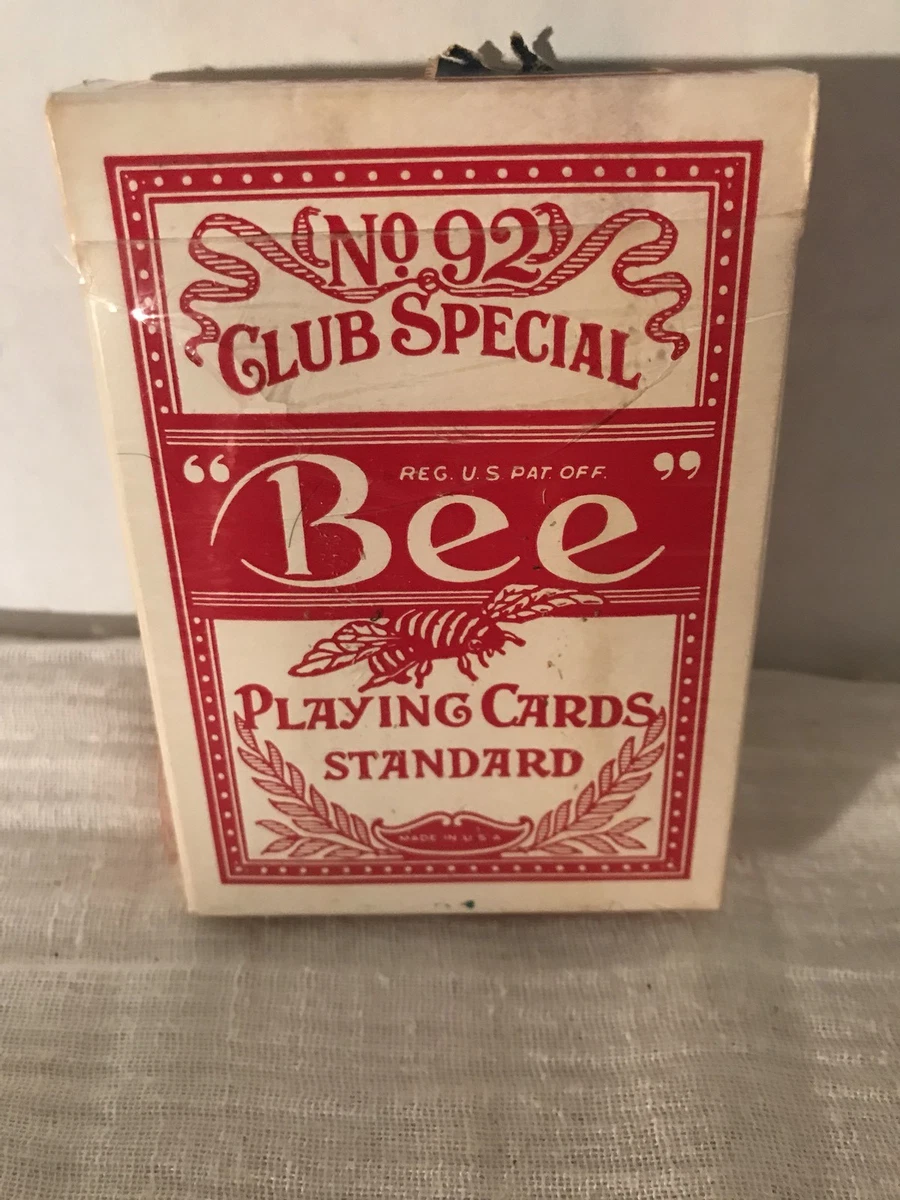 No 92
CLUB SPECIAL
REG. U.S. PAT. OFF.
“Bee”
PLAYING CARDS
STANDARD
MADE IN U.S.A